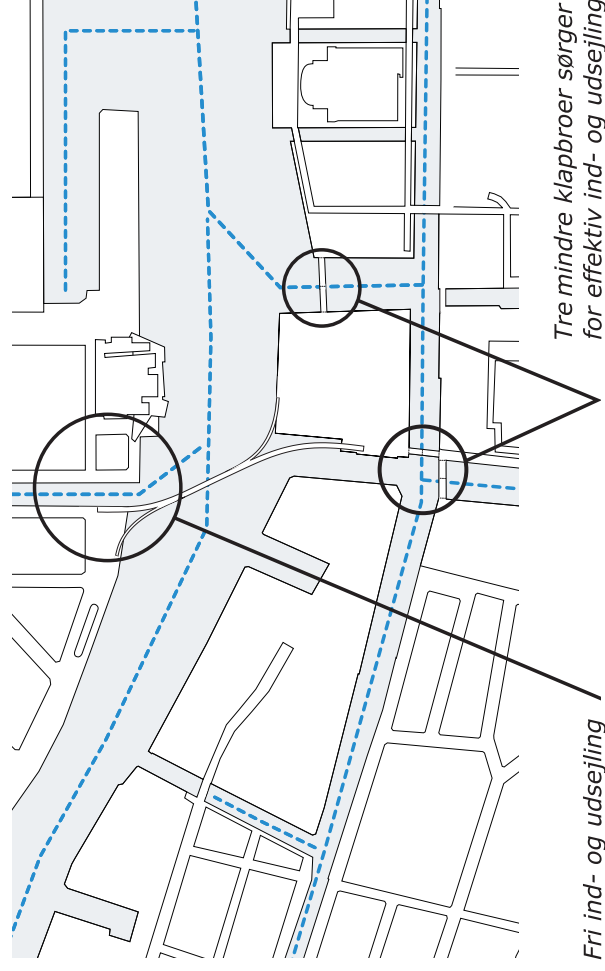 Tre mindre klapbroer sørger
for effektiv ind- og udsejling
Fri ind- og udsejling